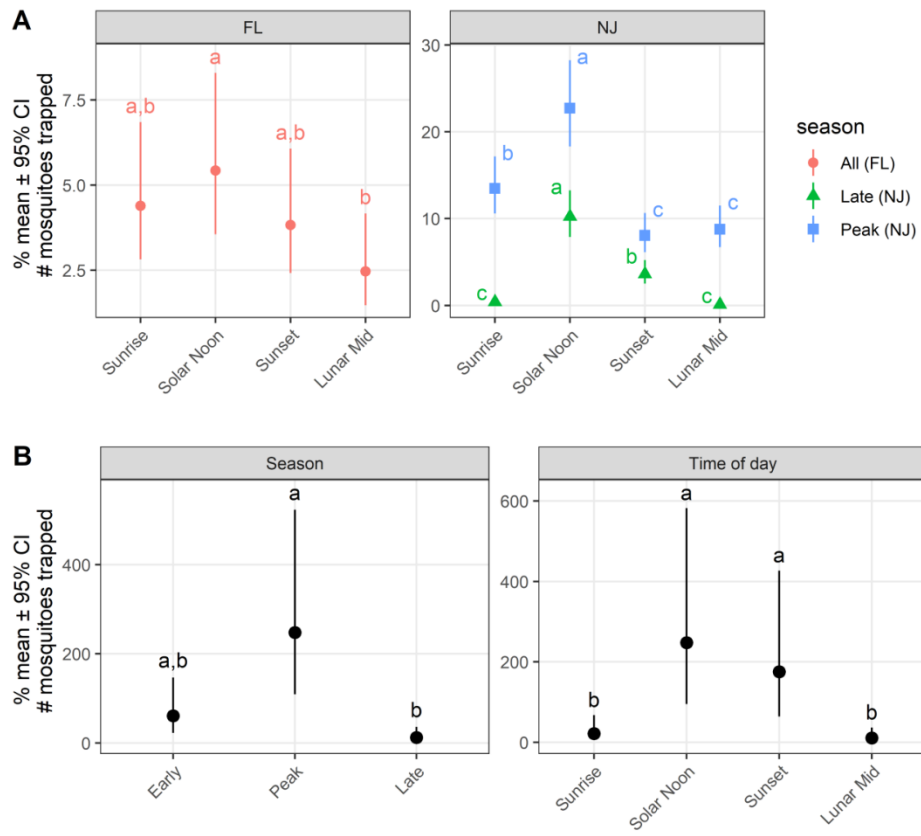 A
FL
NJ
% mean ± 95% CI
# mosquitoes trapped
7.5
5.0
2.5
a,b
a
a,b
b
Sunrise
Solar Noon
Sunset
Lunar Mid
30
20
10
0
b
a
c
c
c
a
b
c
Sunrise
Solar Noon
Sunset
Lunar Mid
season
All (FL)
Late (NJ)
Peak (NJ)
B
Season
Time of day
% mean ± 95% CI
# mosquitoes trapped
400
200
0
a,b
a
b
Early
Peak
Late
600
400
200
0
b
a
a
b
Sunrise
Solar Noon
Sunset
Lunar Mid